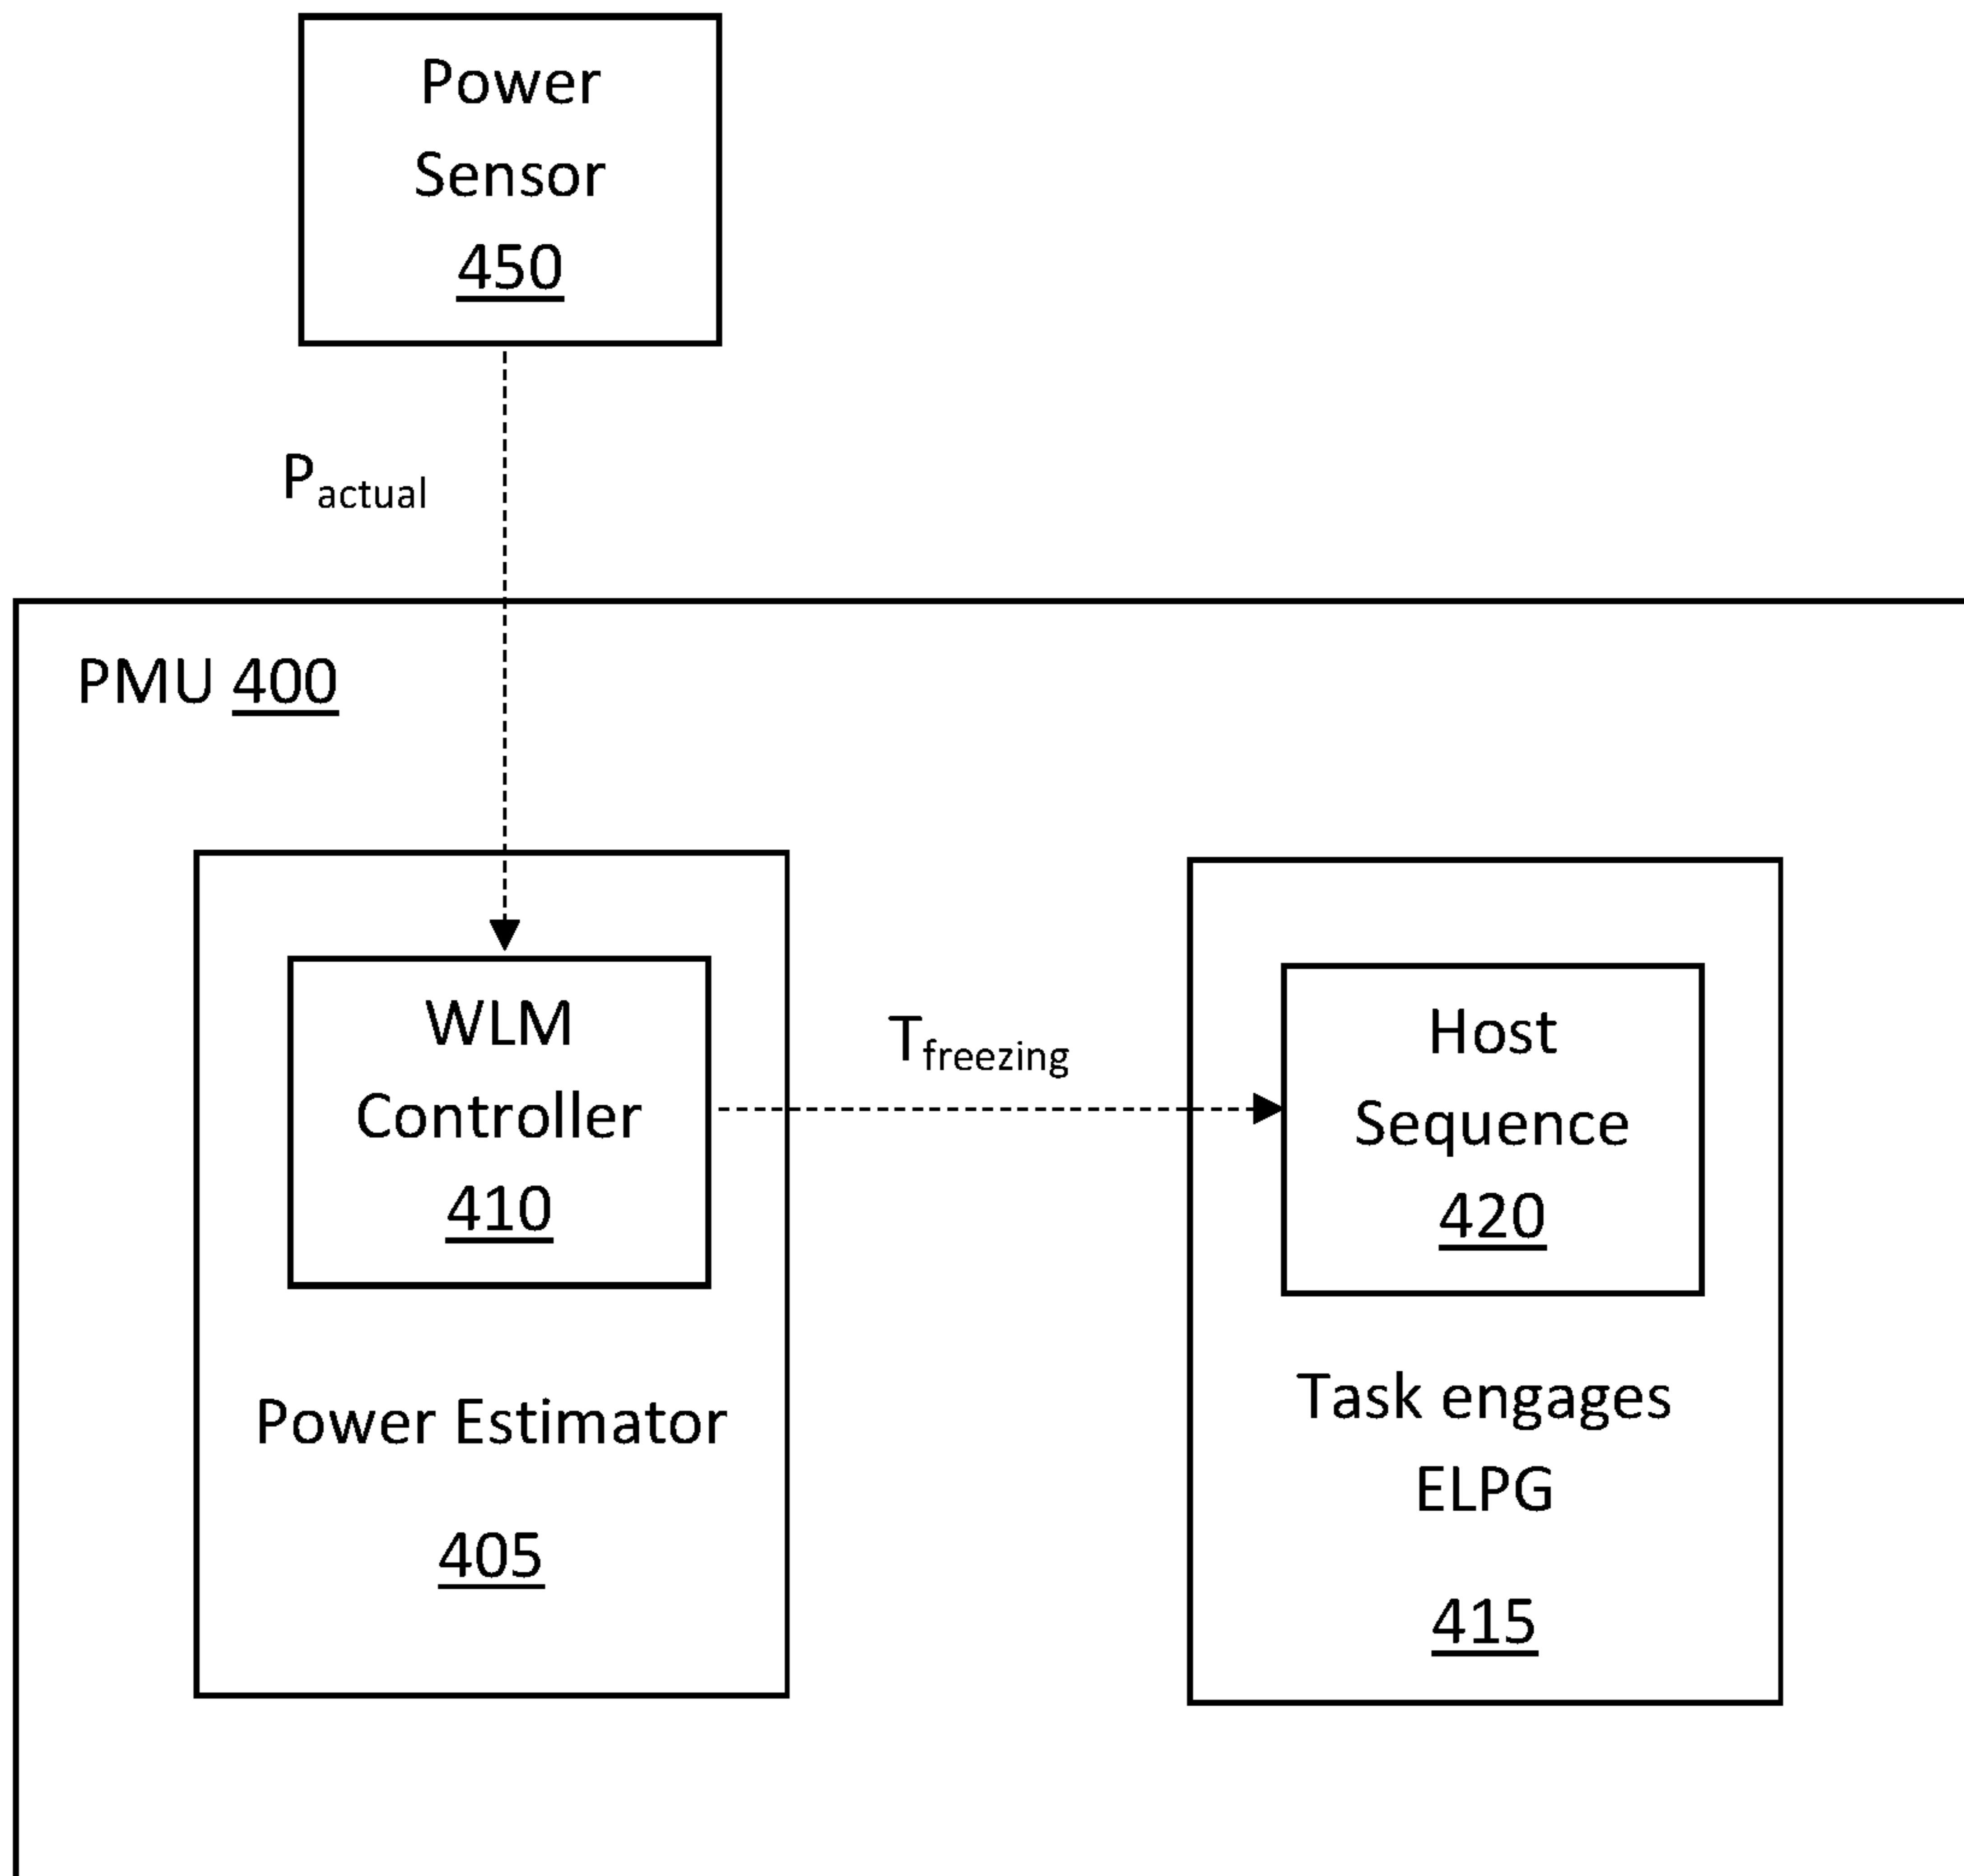 Power
Sensor
450
Pactual
PMU 400
WLM
Controller
410
Power Estimator
405
Tfreezing
Host
Sequence
420
Task engages
ELPG
415